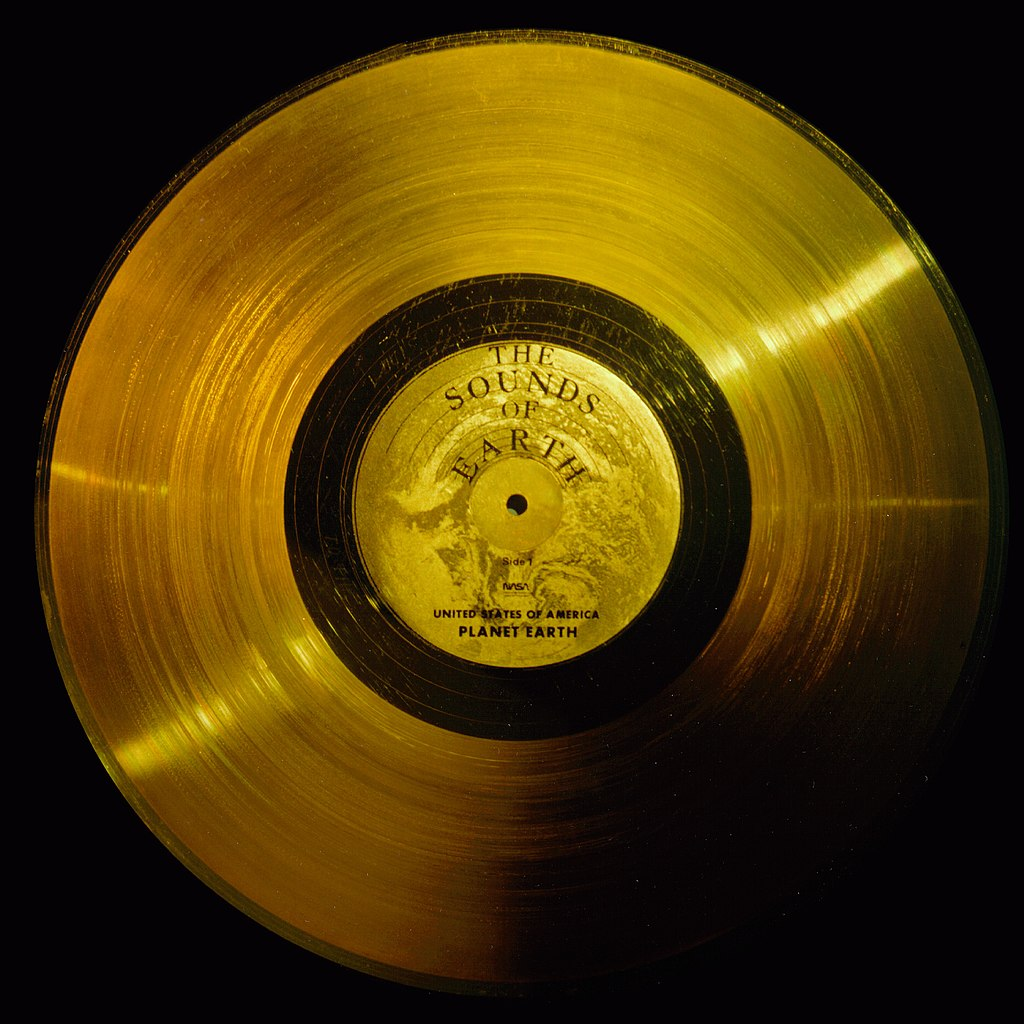 THE
SOUNDS
OF
EARTH
Side 1
NASA
UNITED STATES OF AMERICA
PLANET EARTH